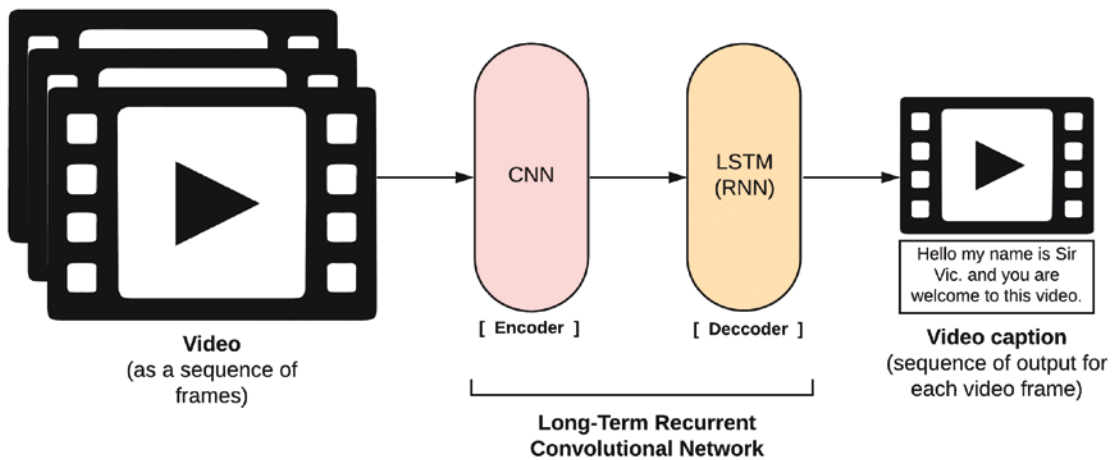 CNN
LSTM
(RNN)
Hello my name is Sir
Vic. and you are
welcome to this video.
[ Encoder ]
[ Deccoder ]
Video
(as a sequence of
frames)
Video caption
(sequence of output for
each video frame)
Long-Term Recurrent
Convolutional Network